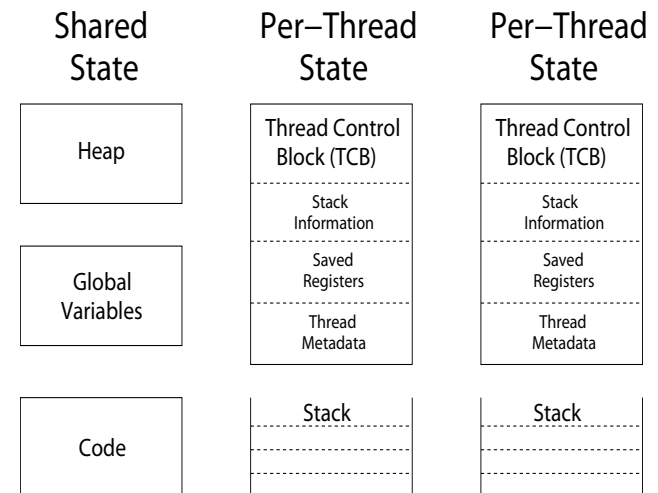 Shared
State
Heap
Global
Variables
Code
Per–Thread
State
Thread Control
Block (TCB)
Stack
Information
Saved
Registers
Thread
Metadata
Stack
Per–Thread
State
Thread Control
Block (TCB)
Stack
Information
Saved
Registers
Thread
Metadata
Stack